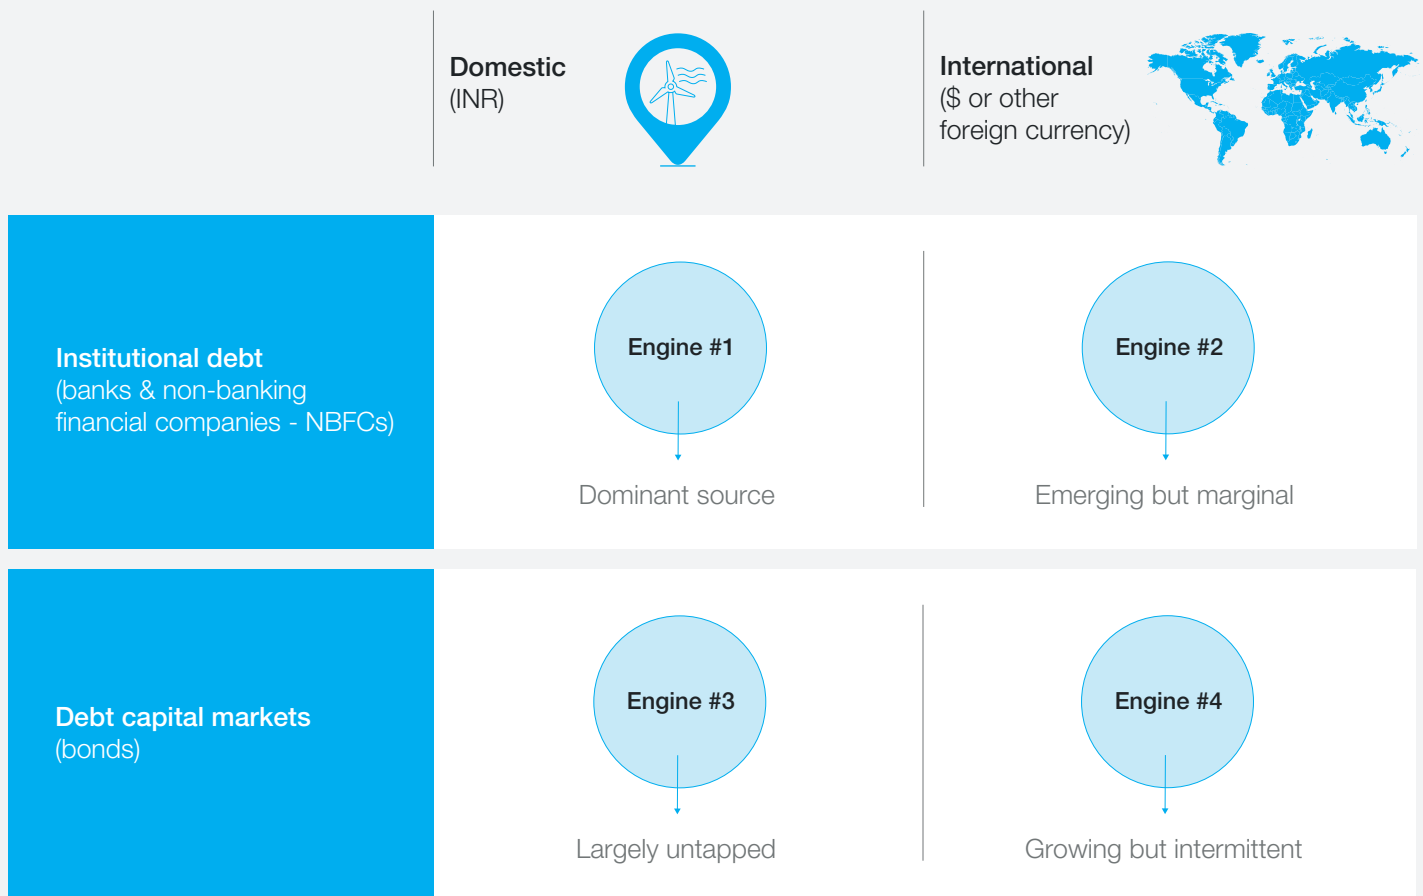 Domestic
(INR)
International
($ or other
foreign currency)
Institutional debt
(banks & non-banking
financial companies - NBFCs)
Engine #1
Dominant source
Engine #2
Emerging but marginal
Debt capital markets
(bonds)
Engine #3
Largely untapped
Engine #4
Growing but intermittent